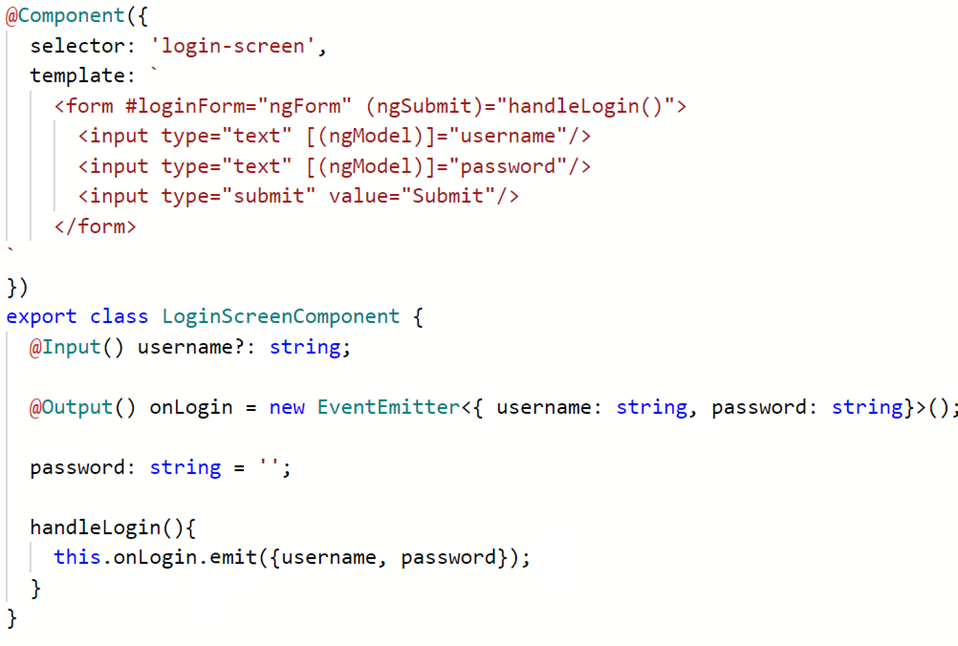 @Component({
  selector: 'login-screen',
  template: `
    <form #loginForm="ngForm" (ngSubmit)="handleLogin()">
      <input type="text" [(ngModel)]="username"/>
      <input type="text" [(ngModel)]="password"/>
      <input type="submit" value="Submit"/>
    </form>
`
})
export class LoginScreenComponent {
  @Input() username?: string;
  @Output() onLogin = new EventEmitter<{ username: string, password: string}>();
  password: string = '';
  handleLogin(){
    this.onLogin.emit({username, password});
  }
}